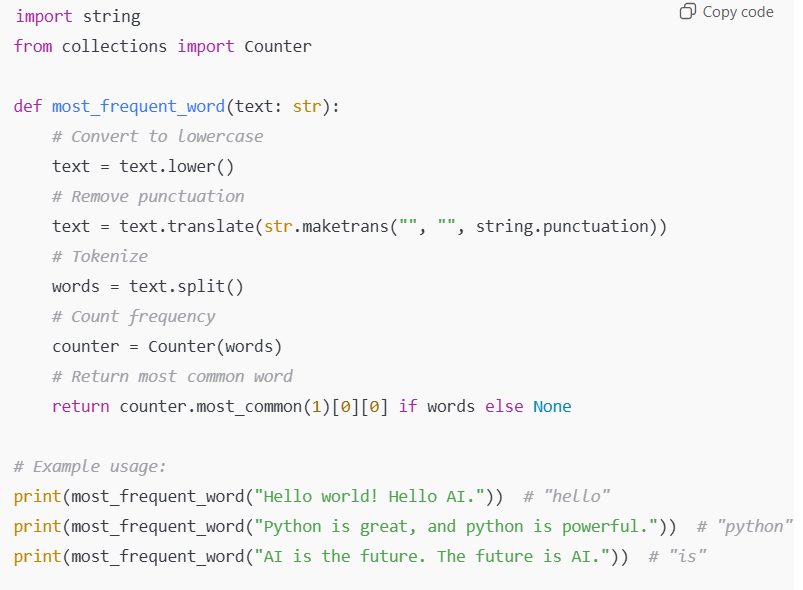 Copy code
import string
from collections import Counter

def most_frequent_word(text: str):
    # Convert to lowercase
    text = text.lower()
    # Remove punctuation
    text = text.translate(str.maketrans("", "", string.punctuation))
    # Tokenize
    words = text.split()
    # Count frequency
    counter = Counter(words)
    # Return most common word
    return counter.most_common(1)[0][0] if words else None

# Example usage:
print(most_frequent_word("Hello world! Hello AI."))  # "hello"
print(most_frequent_word("Python is great, and python is powerful."))  # "python"
print(most_frequent_word("AI is the future. The future is AI."))  # "is"